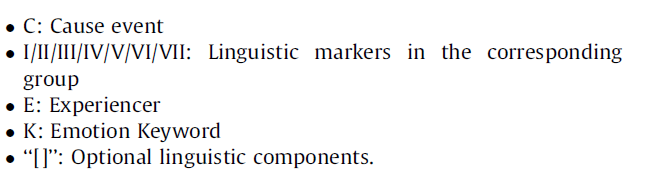 • C: Cause event
• I/II/III/IV/V/VI/VII: Linguistic markers in the corresponding
group
• E: Experiencer
• K: Emotion Keyword
• “[]”: Optional linguistic components.